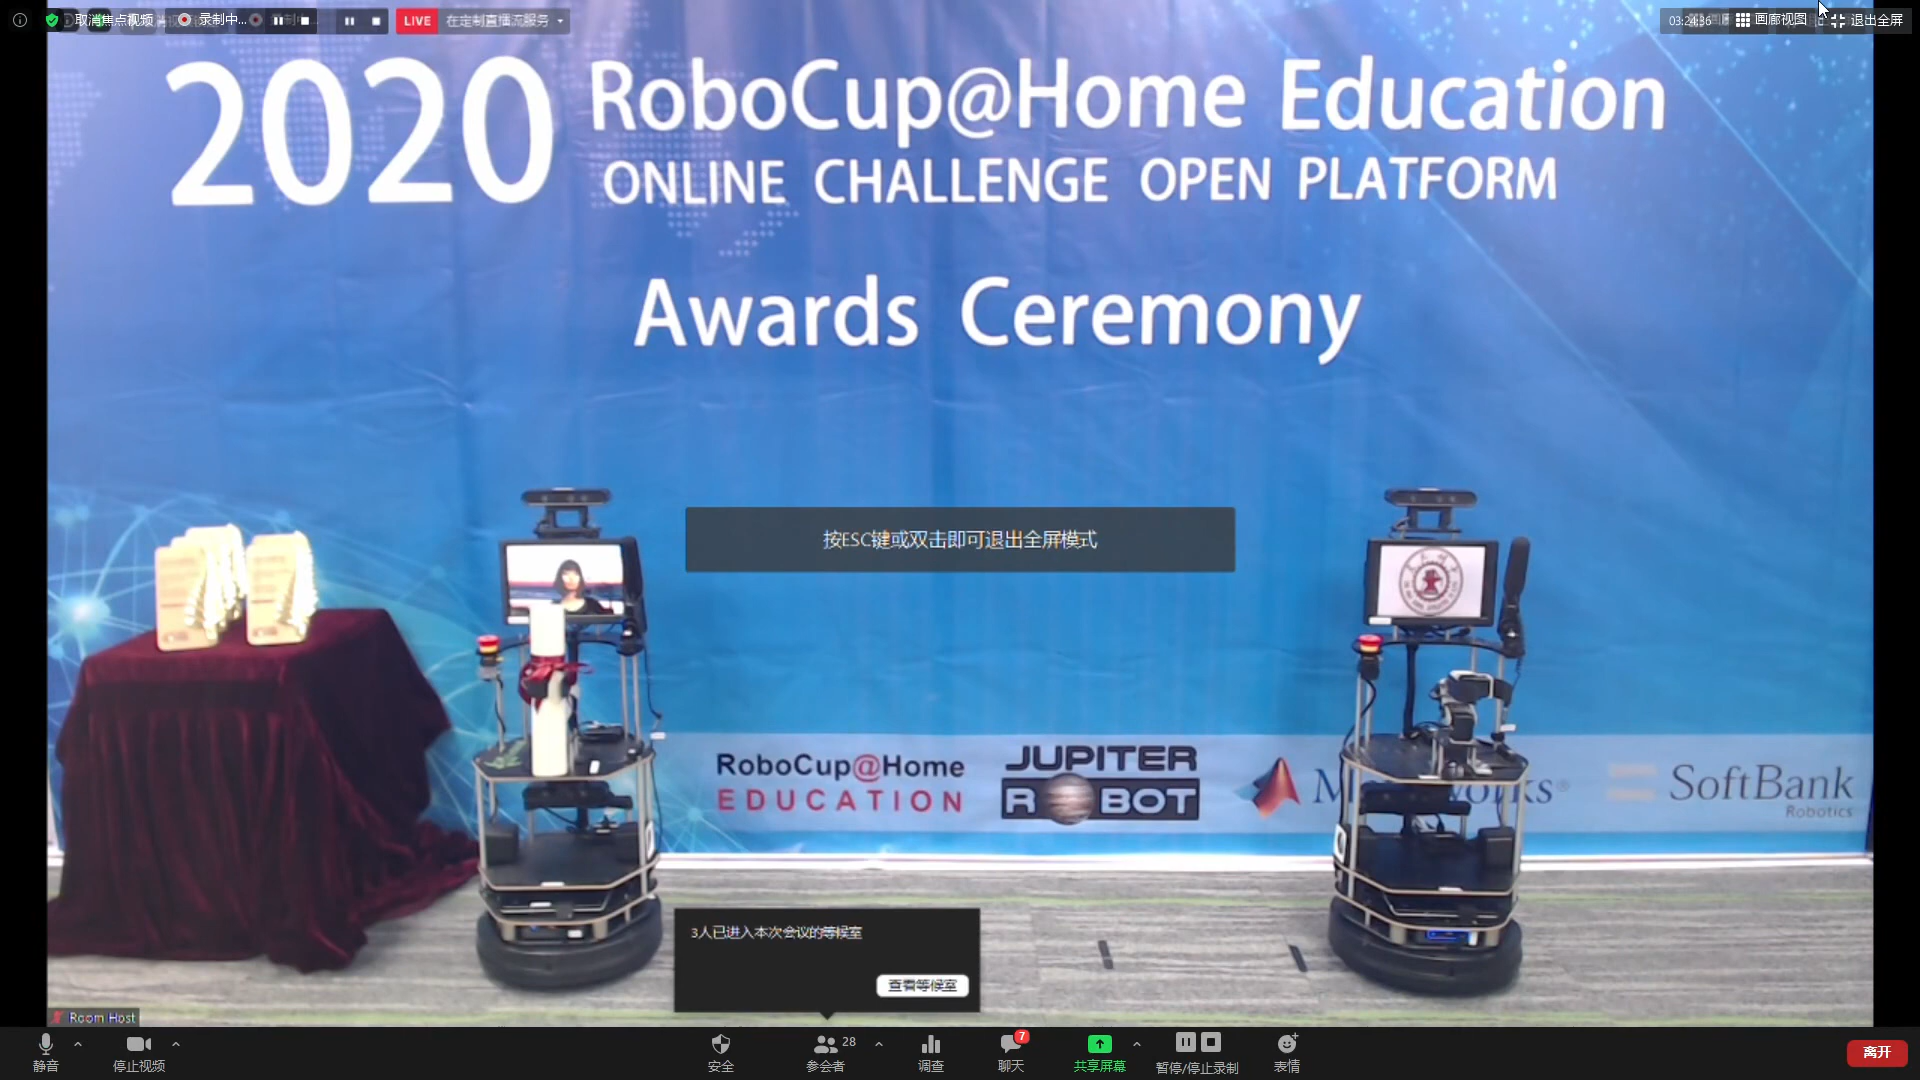 取消焦点视频
录制中...
LIVE 在定制直播流服务
03:24:36
画廊视图
退出全屏
2020 RoboCup@Home Education
ONLINE CHALLENGE OPEN PLATFORM
Awards Ceremony
按ESC键或双击即可退出全屏模式
RoboCup@Home
EDUCATION
JUPITER
ROBOT
SoftBank
Robotics
3人已进入本次会议的等候室
查看等候室
Room Host
静音
停止视频
安全
28
参会者
调查
7
聊天
共享屏幕
暂停/停止录制
表情
离开